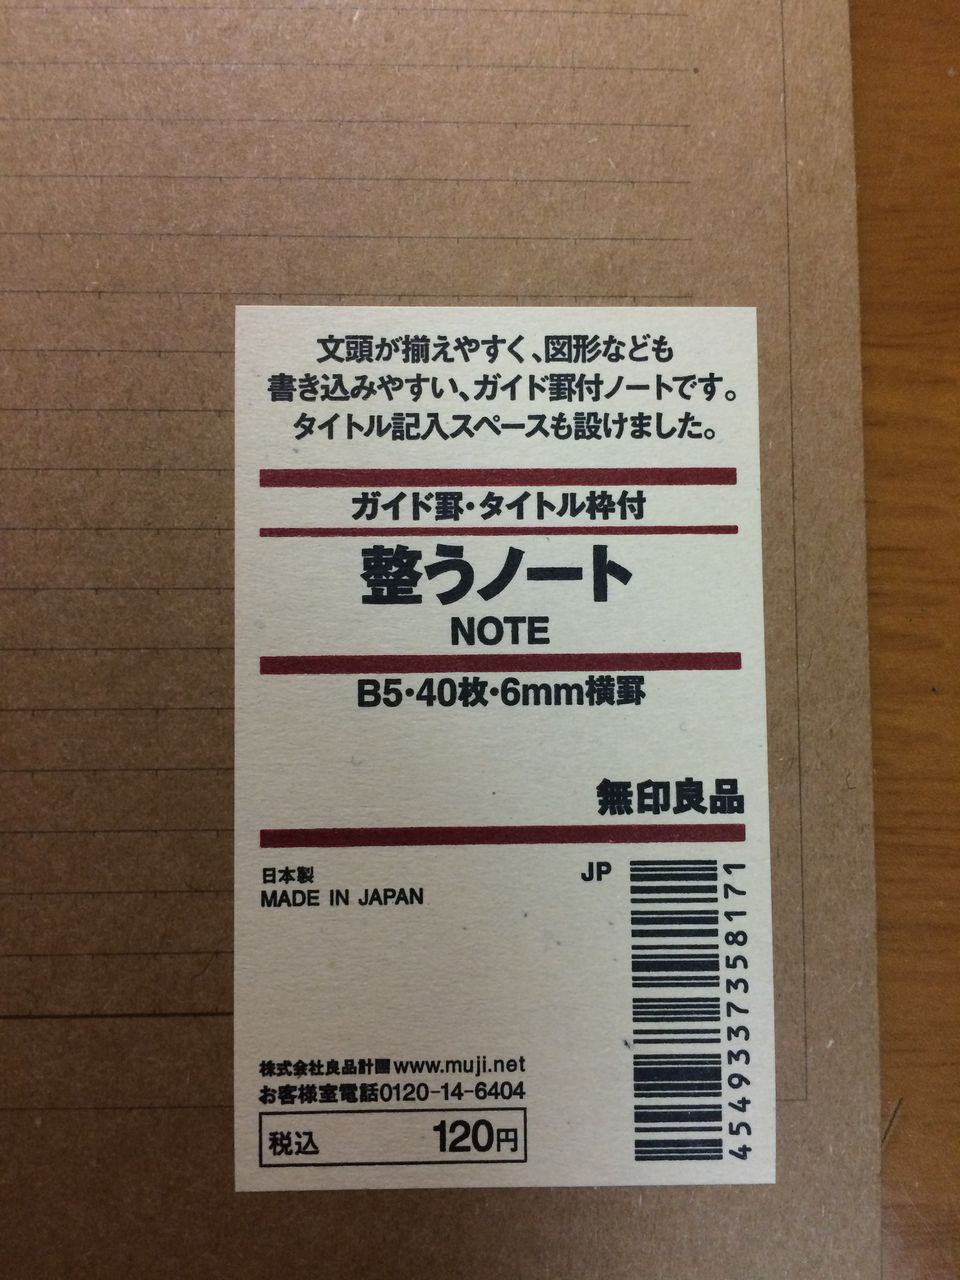 文頭が揃えやすく、図形なども
書き込みやすい、ガイド罫付ノートです。
タイトル記入スペースも設けました。
ガイド罫・タイトル枠付
整うノート
NOTE
B5・40枚・6mm横罫
無印良品
日本製
MADE IN JAPAN
JP
4549337358171
株式会社良品計画 www.muji.net
お客様室電話0120-14-6404
税込 120円